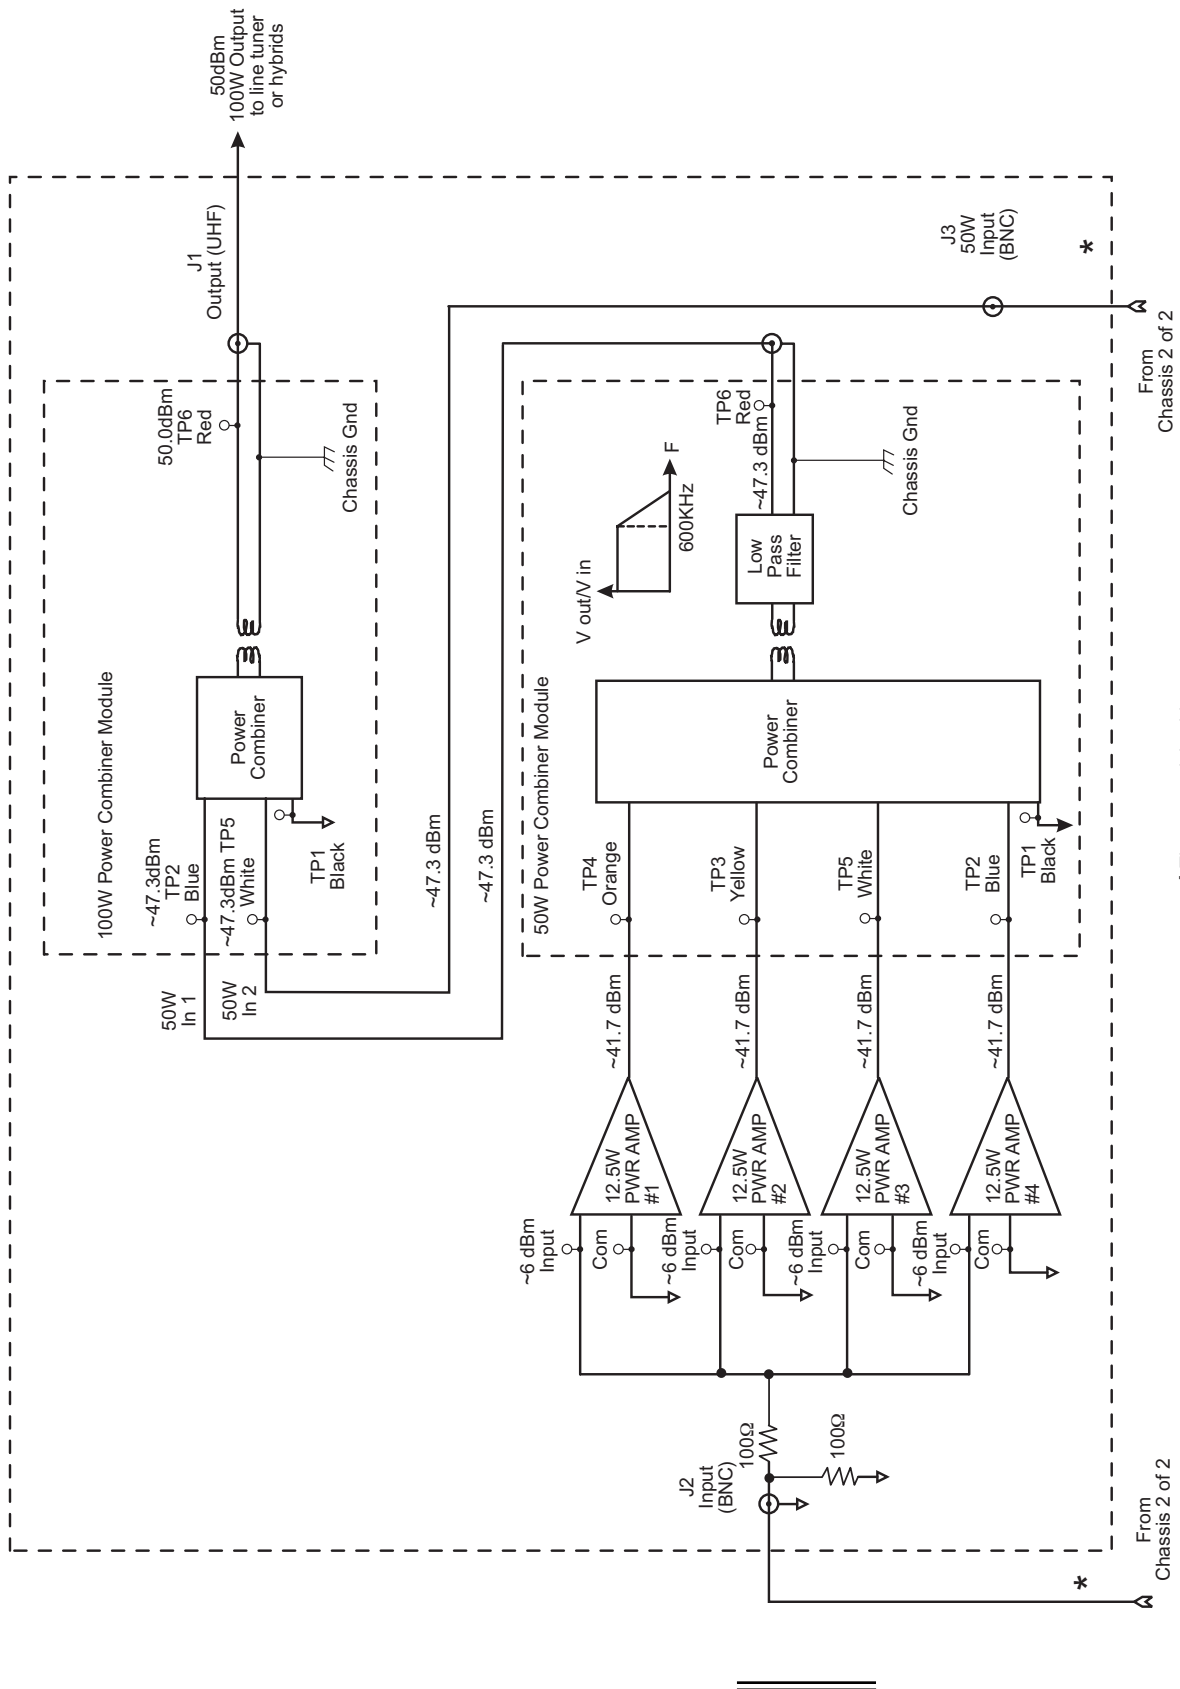 50dBm
100W Output
to line tuner
or hybrids
J1
Output (UHF)
J3
50W
Input
(BNC)
*
From
Chassis 2 of 2
100W Power Combiner Module
50.0dBm
TP6
Red
Chassis Gnd
Power
Combiner
~47.3dBm
TP2
Blue
~47.3dBm TP5
White
TP1
Black
50W
In 1
50W
In 2
~47.3 dBm
~47.3 dBm
50W Power Combiner Module
V out/V in
F
600KHz
TP6
Red
~47.3 dBm
Chassis Gnd
Low
Pass
Filter
Power
Combiner
TP4
Orange
TP3
Yellow
TP5
White
TP2
Blue
TP1
Black
~41.7 dBm
~41.7 dBm
~41.7 dBm
~41.7 dBm
12.5W
PWR AMP
#1
12.5W
PWR AMP
#2
12.5W
PWR AMP
#3
12.5W
PWR AMP
#4
~6 dBm
Input
Com
~6 dBm
Input
Com
~6 dBm
Input
Com
~6 dBm
Input
Com
100Ω
100Ω
J2
Input
(BNC)
*
From
Chassis 2 of 2